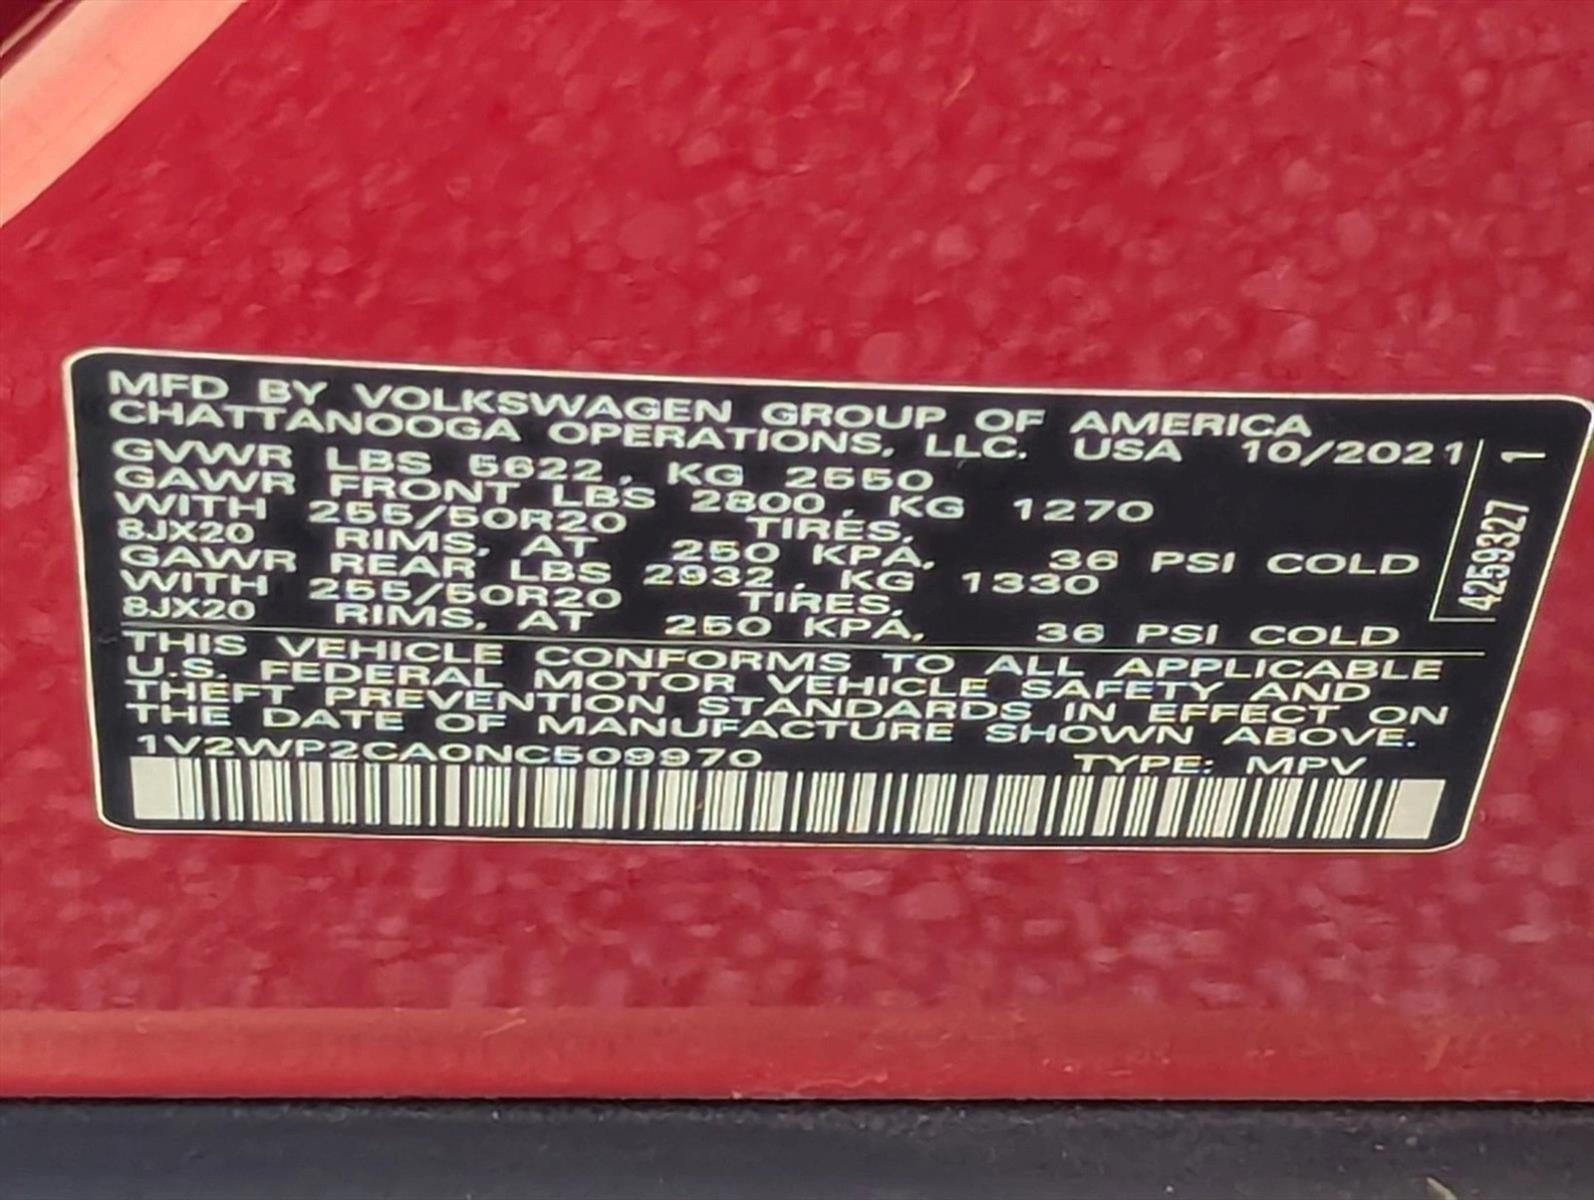 MFD BY VOLKSWAGEN GROUP OF AMERICA
CHATTANOOGA OPERATIONS, LLC. USA 10/2021
GVWR LBS 5622, KG 2550
GAWR FRONT LBS 2800, KG 1270
WITH 255/50R20 TIRES,
8JX20 RIMS, AT 250 KPA, 36 PSI COLD
GAWR REAR LBS 2932, KG 1330
WITH 255/50R20 TIRES,
8JX20 RIMS, AT 250 KPA, 36 PSI COLD
THIS VEHICLE CONFORMS TO ALL APPLICABLE
U.S. FEDERAL MOTOR VEHICLE SAFETY AND
THEFT PREVENTION STANDARDS IN EFFECT ON
THE DATE OF MANUFACTURE SHOWN ABOVE.
1V2WP2CA0NC509970 TYPE: MPV
4259327 1